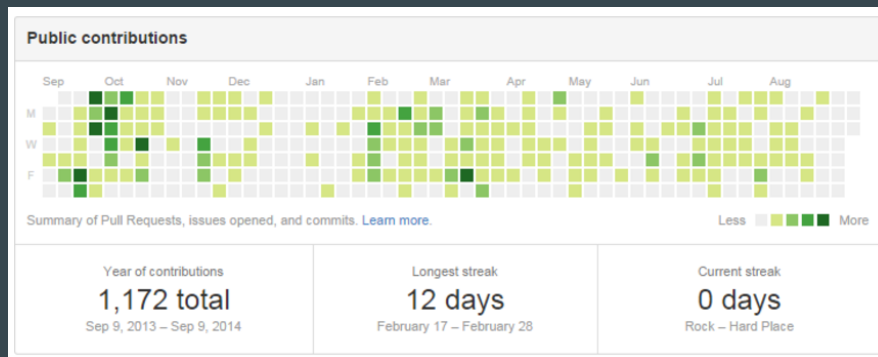 Public contributions
Sep Oct Nov Dec Jan Feb Mar Apr May Jun Jul Aug
M
W
F
Summary of Pull Requests, issues opened, and commits. Learn more.
Less More
Year of contributions
1,172 total
Sep 9, 2013 – Sep 9, 2014
Longest streak
12 days
February 17 – February 28
Current streak
0 days
Rock – Hard Place